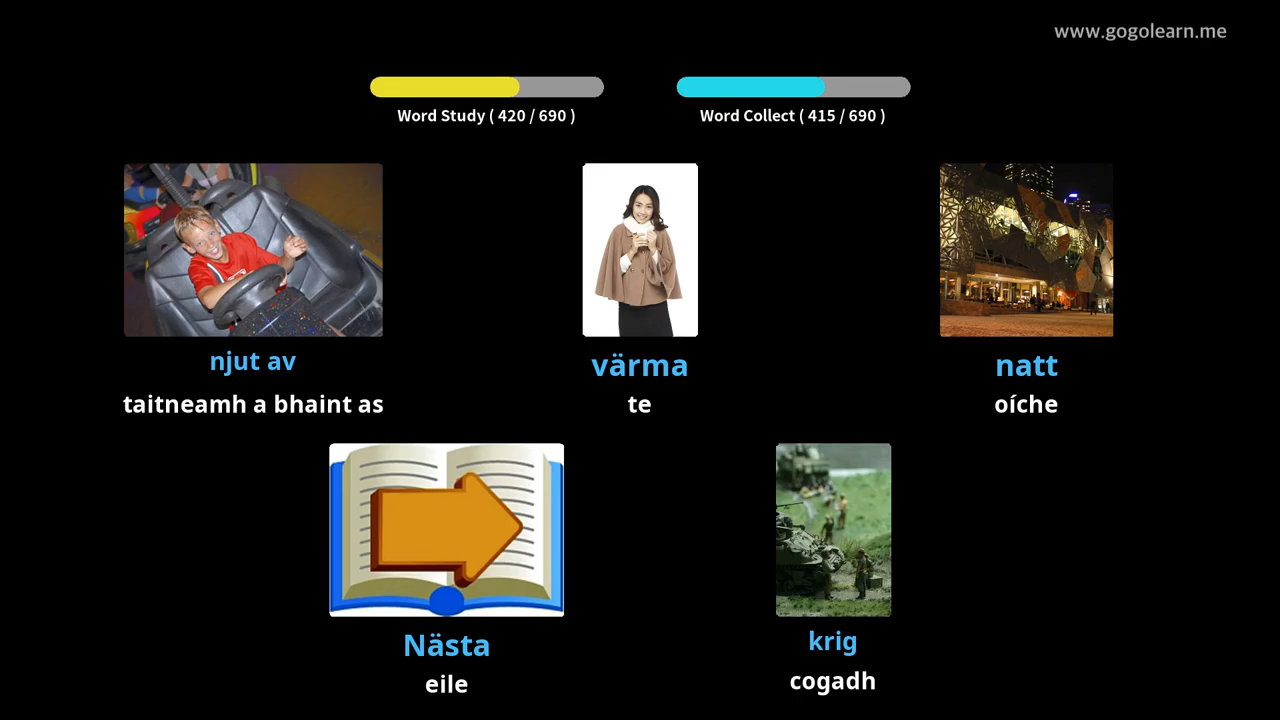 www.gogolearn.me
Word Study ( 420 / 690 )
Word Collect ( 415 / 690 )
njut av
taitneamh a bhaint as
värma
te
natt
oíche
Nästa
eile
krig
cogadh